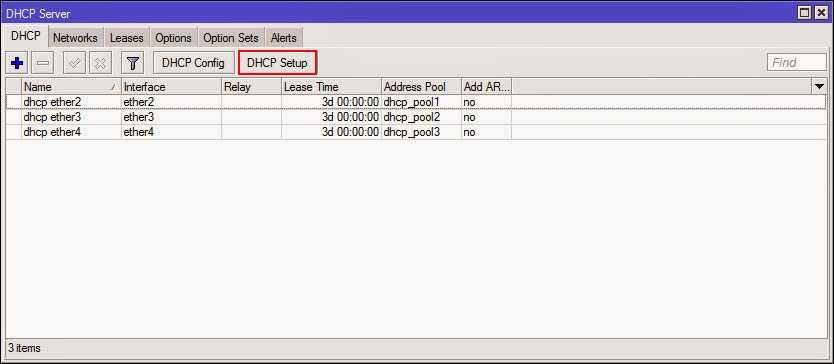 DHCP Server
DHCP Networks Leases Options Option Sets Alerts
DHCP Config DHCP Setup Find
Name Interface Relay Lease Time Address Pool Add AR...
dhcp ether2 ether2 3d 00:00:00 dhcp_pool1 no
dhcp ether3 ether3 3d 00:00:00 dhcp_pool2 no
dhcp ether4 ether4 3d 00:00:00 dhcp_pool3 no
3 items